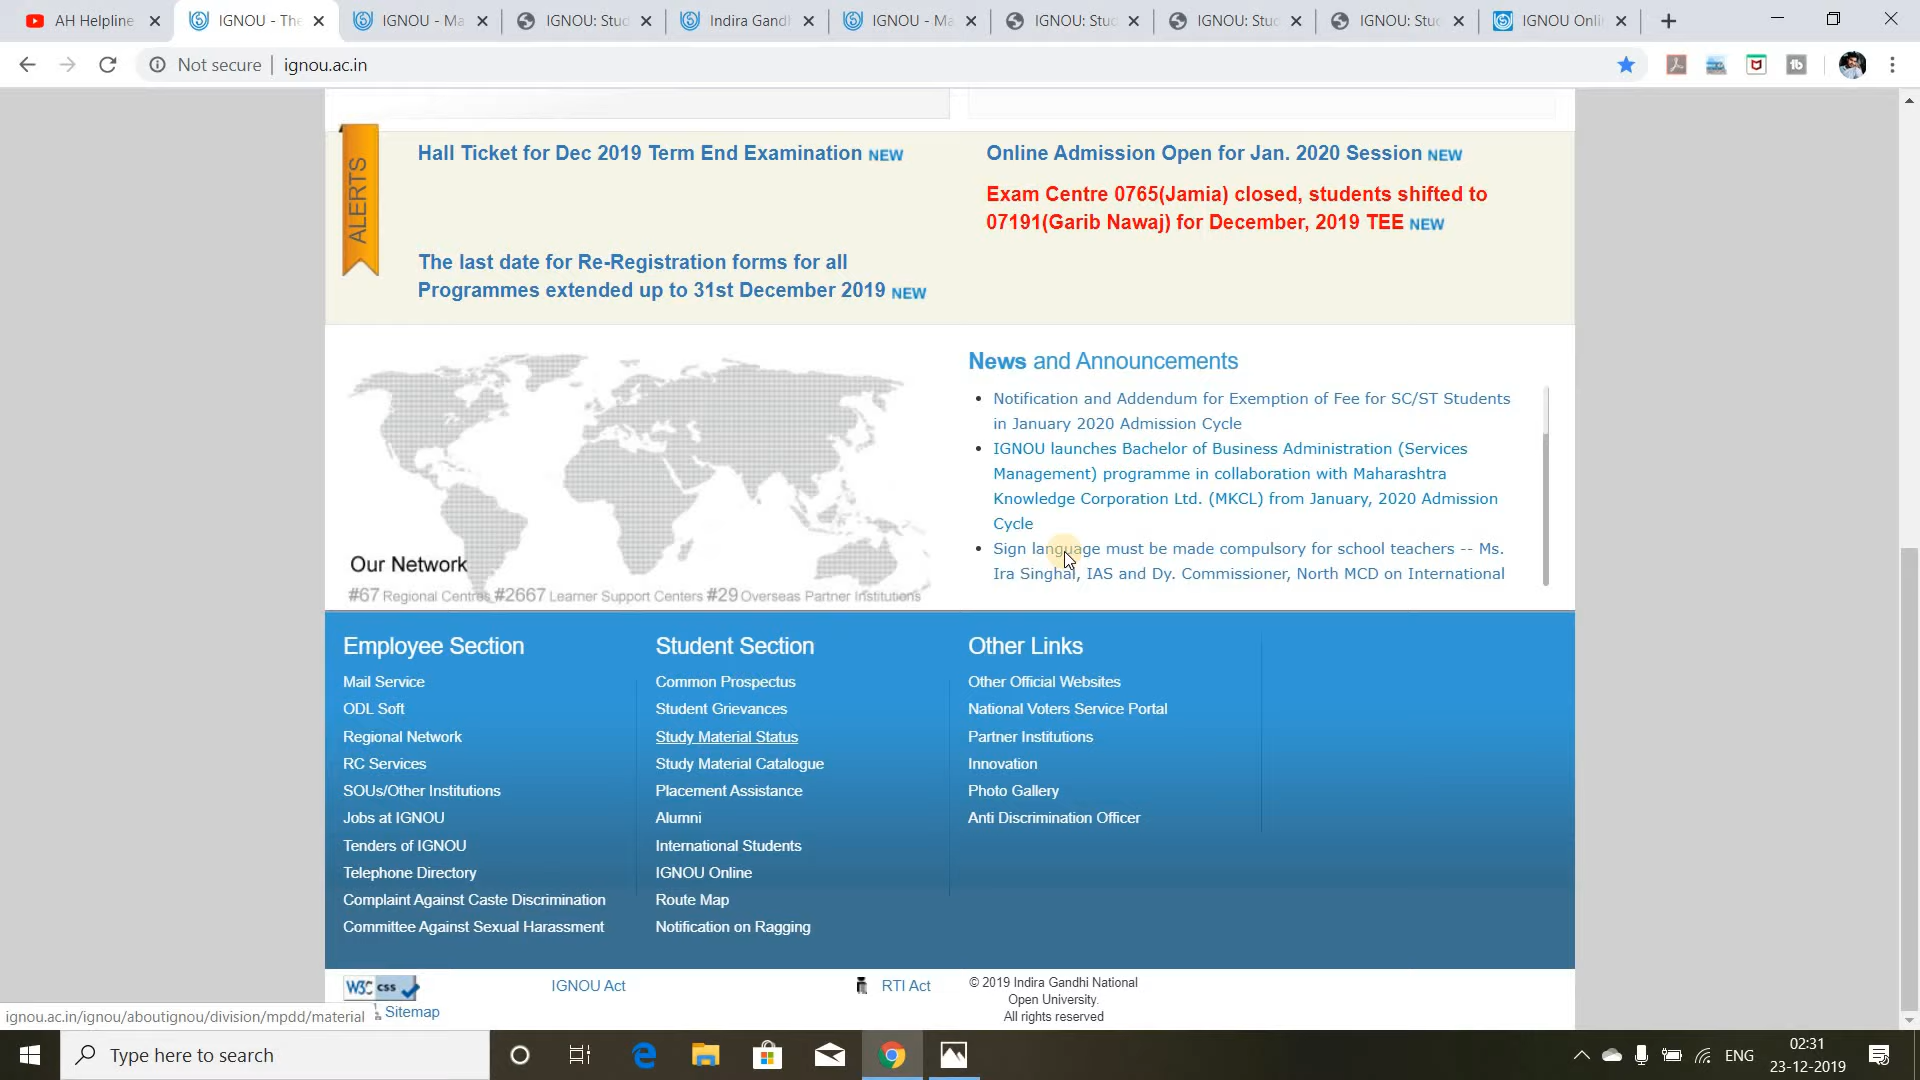 AH Helpline
IGNOU - The
IGNOU - Ma
IGNOU: Stud
Indira Gandh
IGNOU - Ma
IGNOU: Stud
IGNOU: Stud
IGNOU: Stud
IGNOU Onli
Not secure | ignou.ac.in
ALERTS
Hall Ticket for Dec 2019 Term End Examination NEW
The last date for Re-Registration forms for all
Programmes extended up to 31st December 2019 NEW
Online Admission Open for Jan. 2020 Session NEW
Exam Centre 0765(Jamia) closed, students shifted to
07191(Garib Nawaj) for December, 2019 TEE NEW
Our Network
#67 Regional Centres #2667 Learner Support Centers #29 Overseas Partner Institutions
News and Announcements
Notification and Addendum for Exemption of Fee for SC/ST Students
in January 2020 Admission Cycle
IGNOU launches Bachelor of Business Administration (Services
Management) programme in collaboration with Maharashtra
Knowledge Corporation Ltd. (MKCL) from January, 2020 Admission
Cycle
Sign language must be made compulsory for school teachers -- Ms.
Ira Singhal, IAS and Dy. Commissioner, North MCD on International
Employee Section
Mail Service
ODL Soft
Regional Network
RC Services
SOUs/Other Institutions
Jobs at IGNOU
Tenders of IGNOU
Telephone Directory
Complaint Against Caste Discrimination
Committee Against Sexual Harassment
Student Section
Common Prospectus
Student Grievances
Study Material Status
Study Material Catalogue
Placement Assistance
Alumni
International Students
IGNOU Online
Route Map
Notification on Ragging
Other Links
Other Official Websites
National Voters Service Portal
Partner Institutions
Innovation
Photo Gallery
Anti Discrimination Officer
W3C css
IGNOU Act
RTI Act
© 2019 Indira Gandhi National
Open University.
All rights reserved
Sitemap
ignou.ac.in/ignou/aboutignou/division/mpdd/material
Type here to search
ENG
02:31
23-12-2019